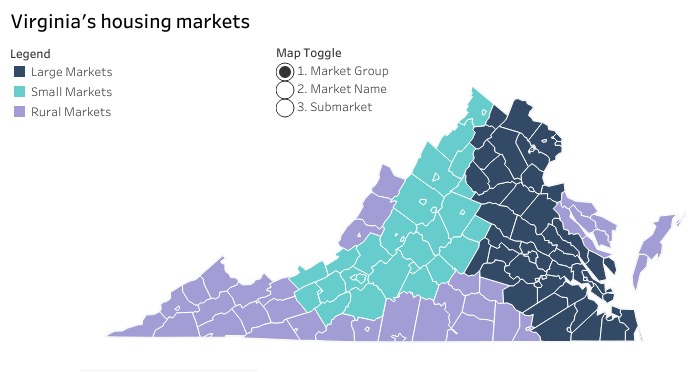 Virginia's housing markets
Legend
Large Markets
Small Markets
Rural Markets
Map Toggle
1. Market Group
2. Market Name
3. Submarket